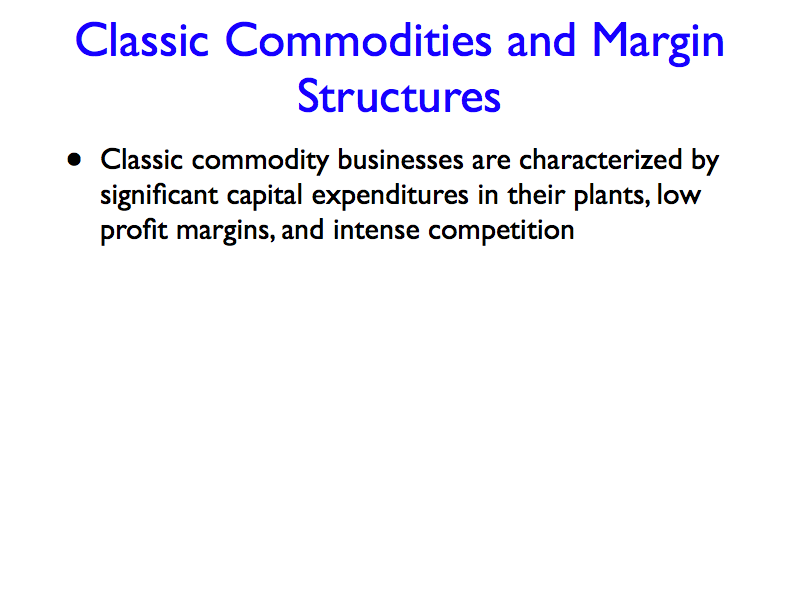 Classic Commodities and Margin
Structures
• Classic commodity businesses are characterized by
significant capital expenditures in their plants, low
profit margins, and intense competition